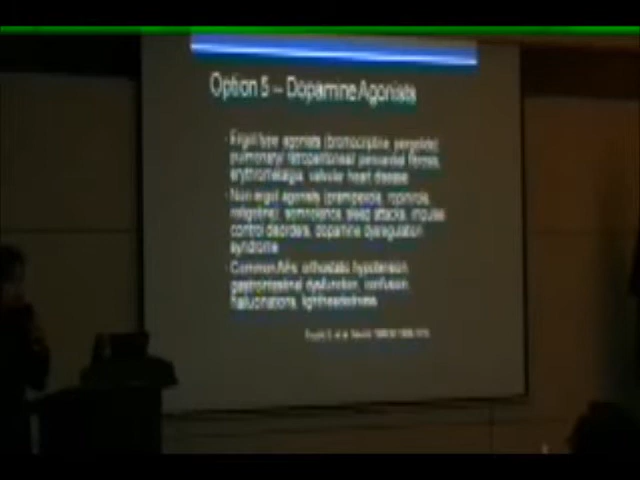 Option 5 – Dopamine Agonists
Ergot type agonists (bromocriptine pergolide)
pulmonary/ retroperitoneal/ pericardial fibrosis,
erythromelalgia, valvular heart disease
Non-ergot agonists (pramipexole, ropinirole,
rotigotine): somnolence, sleep attacks, impulse
control disorders, dopamine dysregulation
syndrome
Common AEs: orthostatic hypotension,
gastrointestinal dysfunction, confusion,
hallucinations, lightheadedness